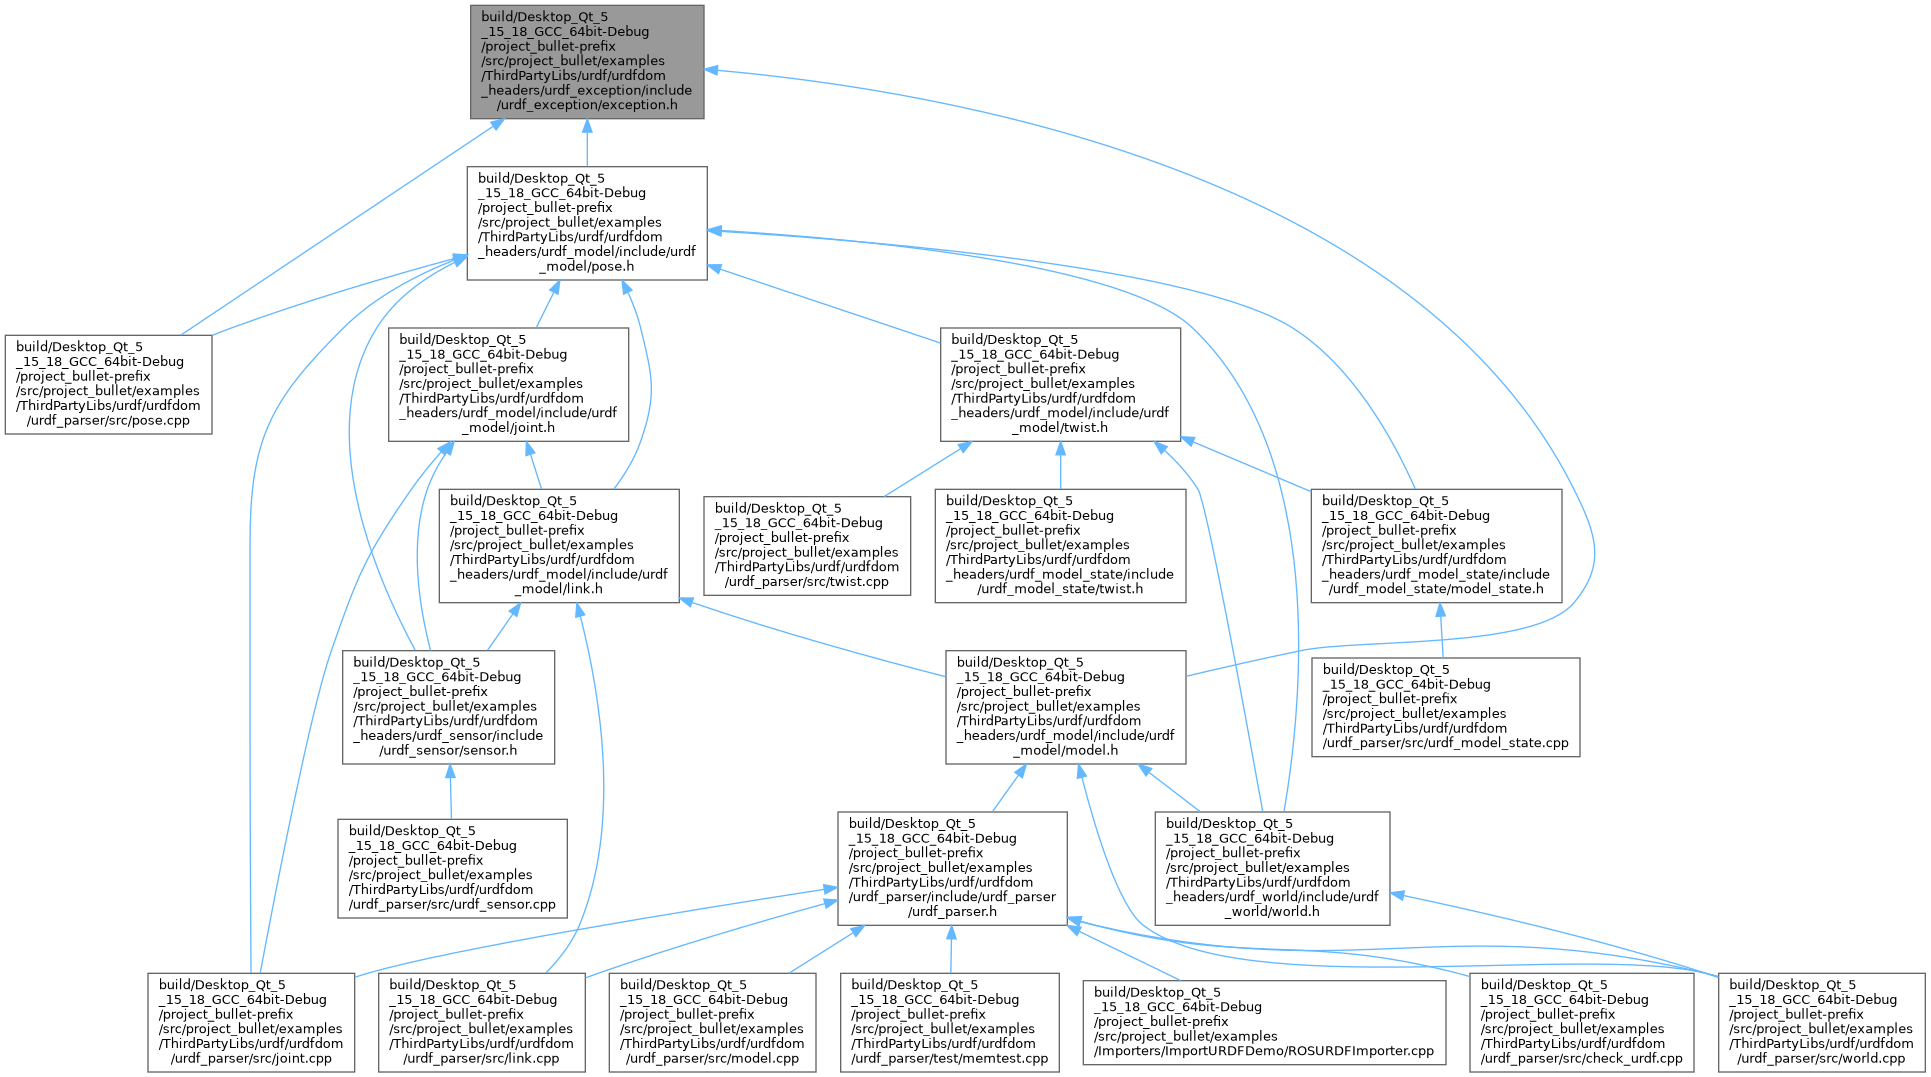 build/Desktop_Qt_5
_15_18_GCC_64bit-Debug
/project_bullet-prefix
/src/project_bullet/examples
/ThirdPartyLibs/urdf/urdfdom
_headers/urdf_exception/include
/urdf_exception/exception.h
build/Desktop_Qt_5
_15_18_GCC_64bit-Debug
/project_bullet-prefix
/src/project_bullet/examples
/ThirdPartyLibs/urdf/urdfdom
_headers/urdf_model/include/urdf
_model/pose.h
build/Desktop_Qt_5
_15_18_GCC_64bit-Debug
/project_bullet-prefix
/src/project_bullet/examples
/ThirdPartyLibs/urdf/urdfdom
/urdf_parser/src/pose.cpp
build/Desktop_Qt_5
_15_18_GCC_64bit-Debug
/project_bullet-prefix
/src/project_bullet/examples
/ThirdPartyLibs/urdf/urdfdom
_headers/urdf_model/include/urdf
_model/joint.h
build/Desktop_Qt_5
_15_18_GCC_64bit-Debug
/project_bullet-prefix
/src/project_bullet/examples
/ThirdPartyLibs/urdf/urdfdom
_headers/urdf_model/include/urdf
_model/twist.h
build/Desktop_Qt_5
_15_18_GCC_64bit-Debug
/project_bullet-prefix
/src/project_bullet/examples
/ThirdPartyLibs/urdf/urdfdom
_headers/urdf_model/include/urdf
_model/link.h
build/Desktop_Qt_5
_15_18_GCC_64bit-Debug
/project_bullet-prefix
/src/project_bullet/examples
/ThirdPartyLibs/urdf/urdfdom
/urdf_parser/src/twist.cpp
build/Desktop_Qt_5
_15_18_GCC_64bit-Debug
/project_bullet-prefix
/src/project_bullet/examples
/ThirdPartyLibs/urdf/urdfdom
_headers/urdf_model_state/include
/urdf_model_state/twist.h
build/Desktop_Qt_5
_15_18_GCC_64bit-Debug
/project_bullet-prefix
/src/project_bullet/examples
/ThirdPartyLibs/urdf/urdfdom
_headers/urdf_model_state/include
/urdf_model_state/model_state.h
build/Desktop_Qt_5
_15_18_GCC_64bit-Debug
/project_bullet-prefix
/src/project_bullet/examples
/ThirdPartyLibs/urdf/urdfdom
_headers/urdf_sensor/include
/urdf_sensor/sensor.h
build/Desktop_Qt_5
_15_18_GCC_64bit-Debug
/project_bullet-prefix
/src/project_bullet/examples
/ThirdPartyLibs/urdf/urdfdom
_headers/urdf_model/include/urdf
_model/model.h
build/Desktop_Qt_5
_15_18_GCC_64bit-Debug
/project_bullet-prefix
/src/project_bullet/examples
/ThirdPartyLibs/urdf/urdfdom
/urdf_parser/src/urdf_model_state.cpp
build/Desktop_Qt_5
_15_18_GCC_64bit-Debug
/project_bullet-prefix
/src/project_bullet/examples
/ThirdPartyLibs/urdf/urdfdom
/urdf_parser/src/urdf_sensor.cpp
build/Desktop_Qt_5
_15_18_GCC_64bit-Debug
/project_bullet-prefix
/src/project_bullet/examples
/ThirdPartyLibs/urdf/urdfdom
/urdf_parser/include/urdf_parser
/urdf_parser.h
build/Desktop_Qt_5
_15_18_GCC_64bit-Debug
/project_bullet-prefix
/src/project_bullet/examples
/ThirdPartyLibs/urdf/urdfdom
_headers/urdf_world/include/urdf
_world/world.h
build/Desktop_Qt_5
_15_18_GCC_64bit-Debug
/project_bullet-prefix
/src/project_bullet/examples
/ThirdPartyLibs/urdf/urdfdom
/urdf_parser/src/joint.cpp
build/Desktop_Qt_5
_15_18_GCC_64bit-Debug
/project_bullet-prefix
/src/project_bullet/examples
/ThirdPartyLibs/urdf/urdfdom
/urdf_parser/src/link.cpp
build/Desktop_Qt_5
_15_18_GCC_64bit-Debug
/project_bullet-prefix
/src/project_bullet/examples
/ThirdPartyLibs/urdf/urdfdom
/urdf_parser/src/model.cpp
build/Desktop_Qt_5
_15_18_GCC_64bit-Debug
/project_bullet-prefix
/src/project_bullet/examples
/ThirdPartyLibs/urdf/urdfdom
/urdf_parser/test/memtest.cpp
build/Desktop_Qt_5
_15_18_GCC_64bit-Debug
/project_bullet-prefix
/src/project_bullet/examples
/Importers/ImportURDFDemo/ROSURDFImporter.cpp
build/Desktop_Qt_5
_15_18_GCC_64bit-Debug
/project_bullet-prefix
/src/project_bullet/examples
/ThirdPartyLibs/urdf/urdfdom
/urdf_parser/src/check_urdf.cpp
build/Desktop_Qt_5
_15_18_GCC_64bit-Debug
/project_bullet-prefix
/src/project_bullet/examples
/ThirdPartyLibs/urdf/urdfdom
/urdf_parser/src/world.cpp